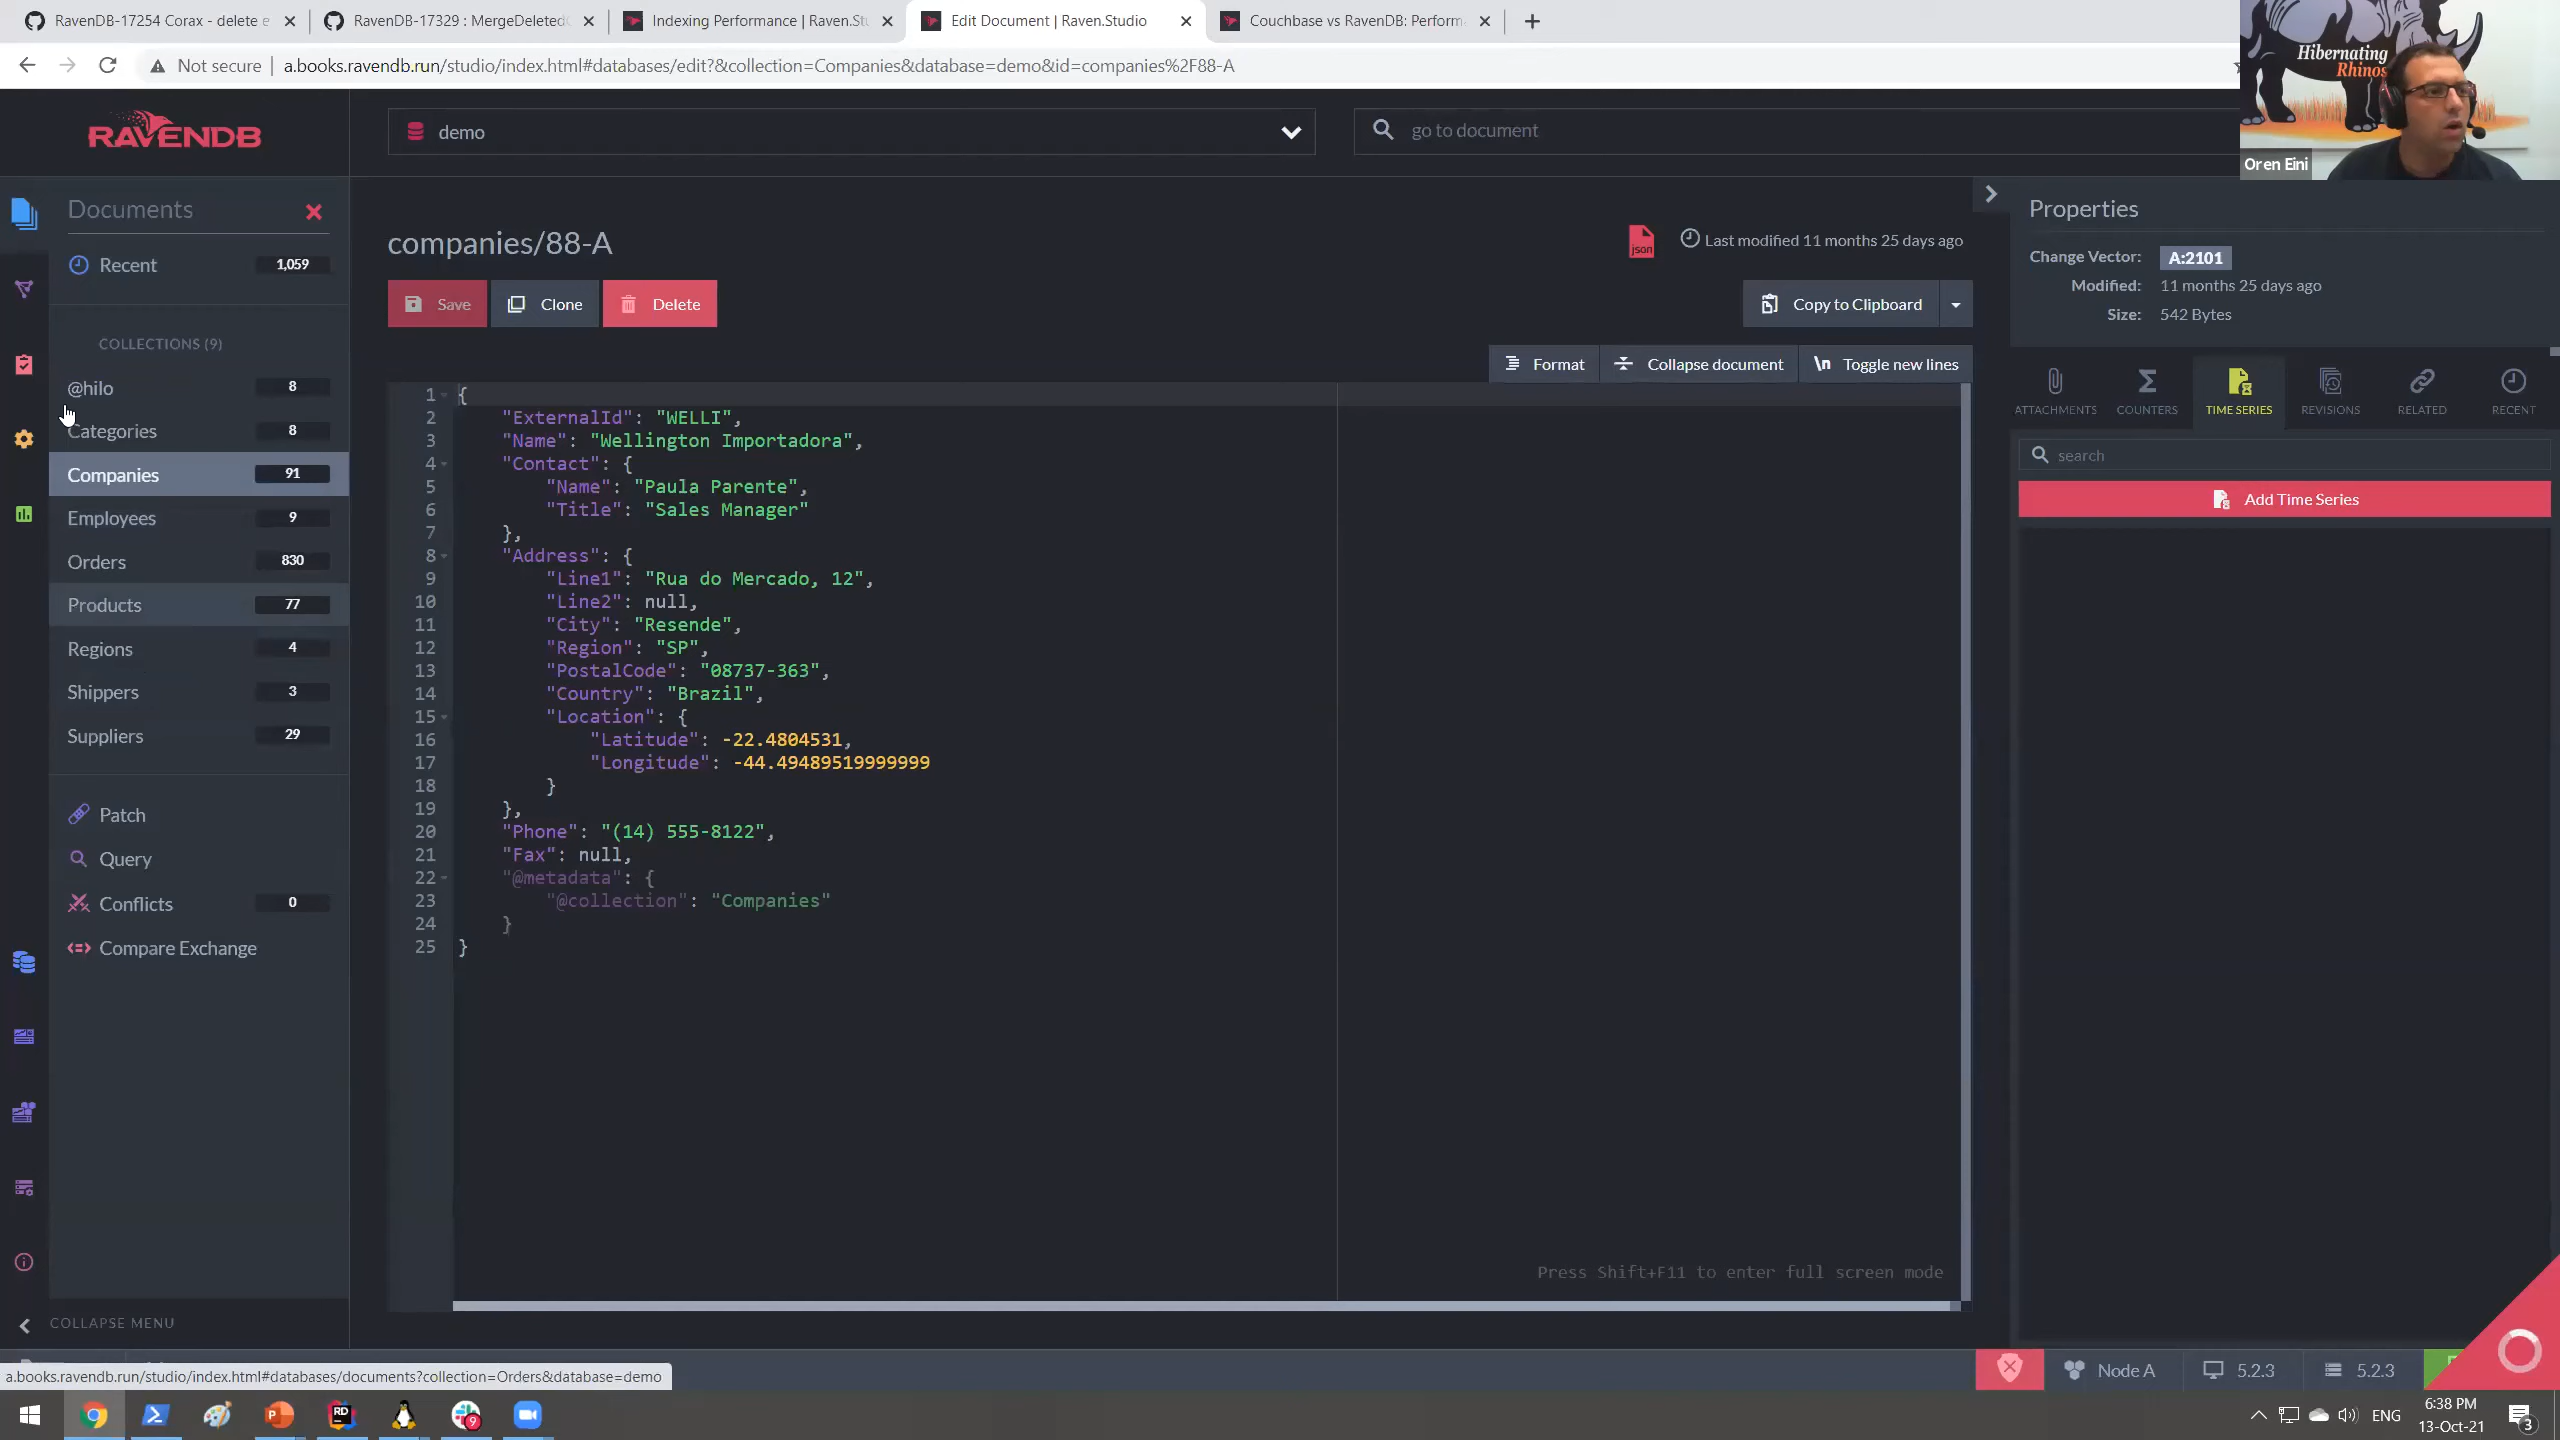 RavenDB-17254 Corax - delete e
RavenDB-17329 : MergeDeleted
Indexing Performance | Raven.Stu
Edit Document | Raven.Studio
Couchbase vs RavenDB: Perform
Not secure
a.books.ravendb.run/studio/index.html#databases/edit?&collection=Companies&database=demo&id=companies%2F88-A
Hibernating
Rhinos
Oren Eini
RAVENDB
demo
go to document
Documents
Recent 1,059
COLLECTIONS (9)
@hilo 8
Categories 8
Companies 91
Employees 9
Orders 830
Products 77
Regions 4
Shippers 3
Suppliers 29
Patch
Query
Conflicts 0
Compare Exchange
COLLAPSE MENU
companies/88-A
json
Last modified 11 months 25 days ago
Save
Clone
Delete
Copy to Clipboard
Format
Collapse document
\n Toggle new lines
1 {
2 "ExternalId": "WELLI",
3 "Name": "Wellington Importadora",
4 "Contact": {
5 "Name": "Paula Parente",
6 "Title": "Sales Manager"
7 },
8 "Address": {
9 "Line1": "Rua do Mercado, 12",
10 "Line2": null,
11 "City": "Resende",
12 "Region": "SP",
13 "PostalCode": "08737-363",
14 "Country": "Brazil",
15 "Location": {
16 "Latitude": -22.4804531,
17 "Longitude": -44.49489519999999
18 }
19 },
20 "Phone": "(14) 555-8122",
21 "Fax": null,
22 "@metadata": {
23 "@collection": "Companies"
24 }
25 }
Press Shift+F11 to enter full screen mode
Properties
Change Vector: A:2101
Modified: 11 months 25 days ago
Size: 542 Bytes
ATTACHMENTS
COUNTERS
TIME SERIES
REVISIONS
RELATED
RECENT
search
Add Time Series
a.books.ravendb.run/studio/index.html#databases/documents?collection=Orders&database=demo
Node A
5.2.3
5.2.3
RD
9
ENG
6:38 PM
13-Oct-21
3